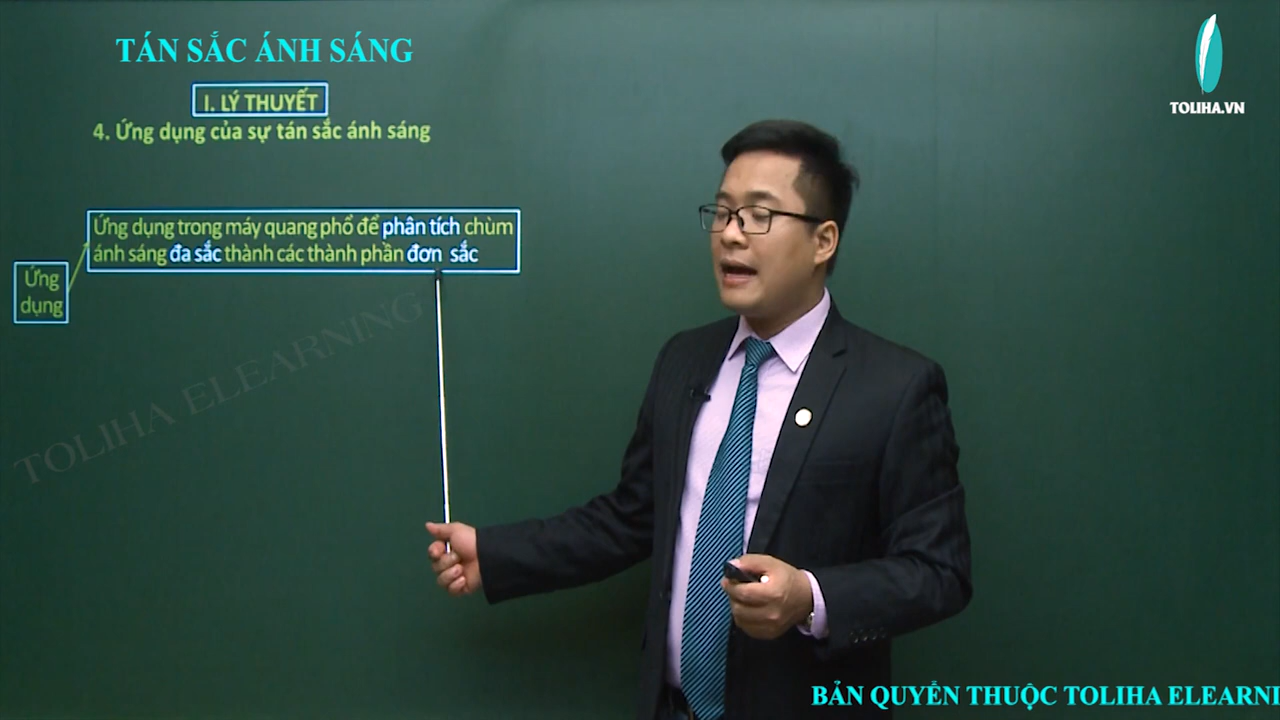 TÁN SẮC ÁNH SÁNG
TOLIHA.VN
I. LÝ THUYẾT
4. Ứng dụng của sự tán sắc ánh sáng
Ứng dụng trong máy quang phổ để phân tích chùm
ánh sáng đa sắc thành các thành phần đơn sắc
Ứng
dụng
TOLIHA ELEARNING
BẢN QUYỀN THUỘC TOLIHA ELEARNI